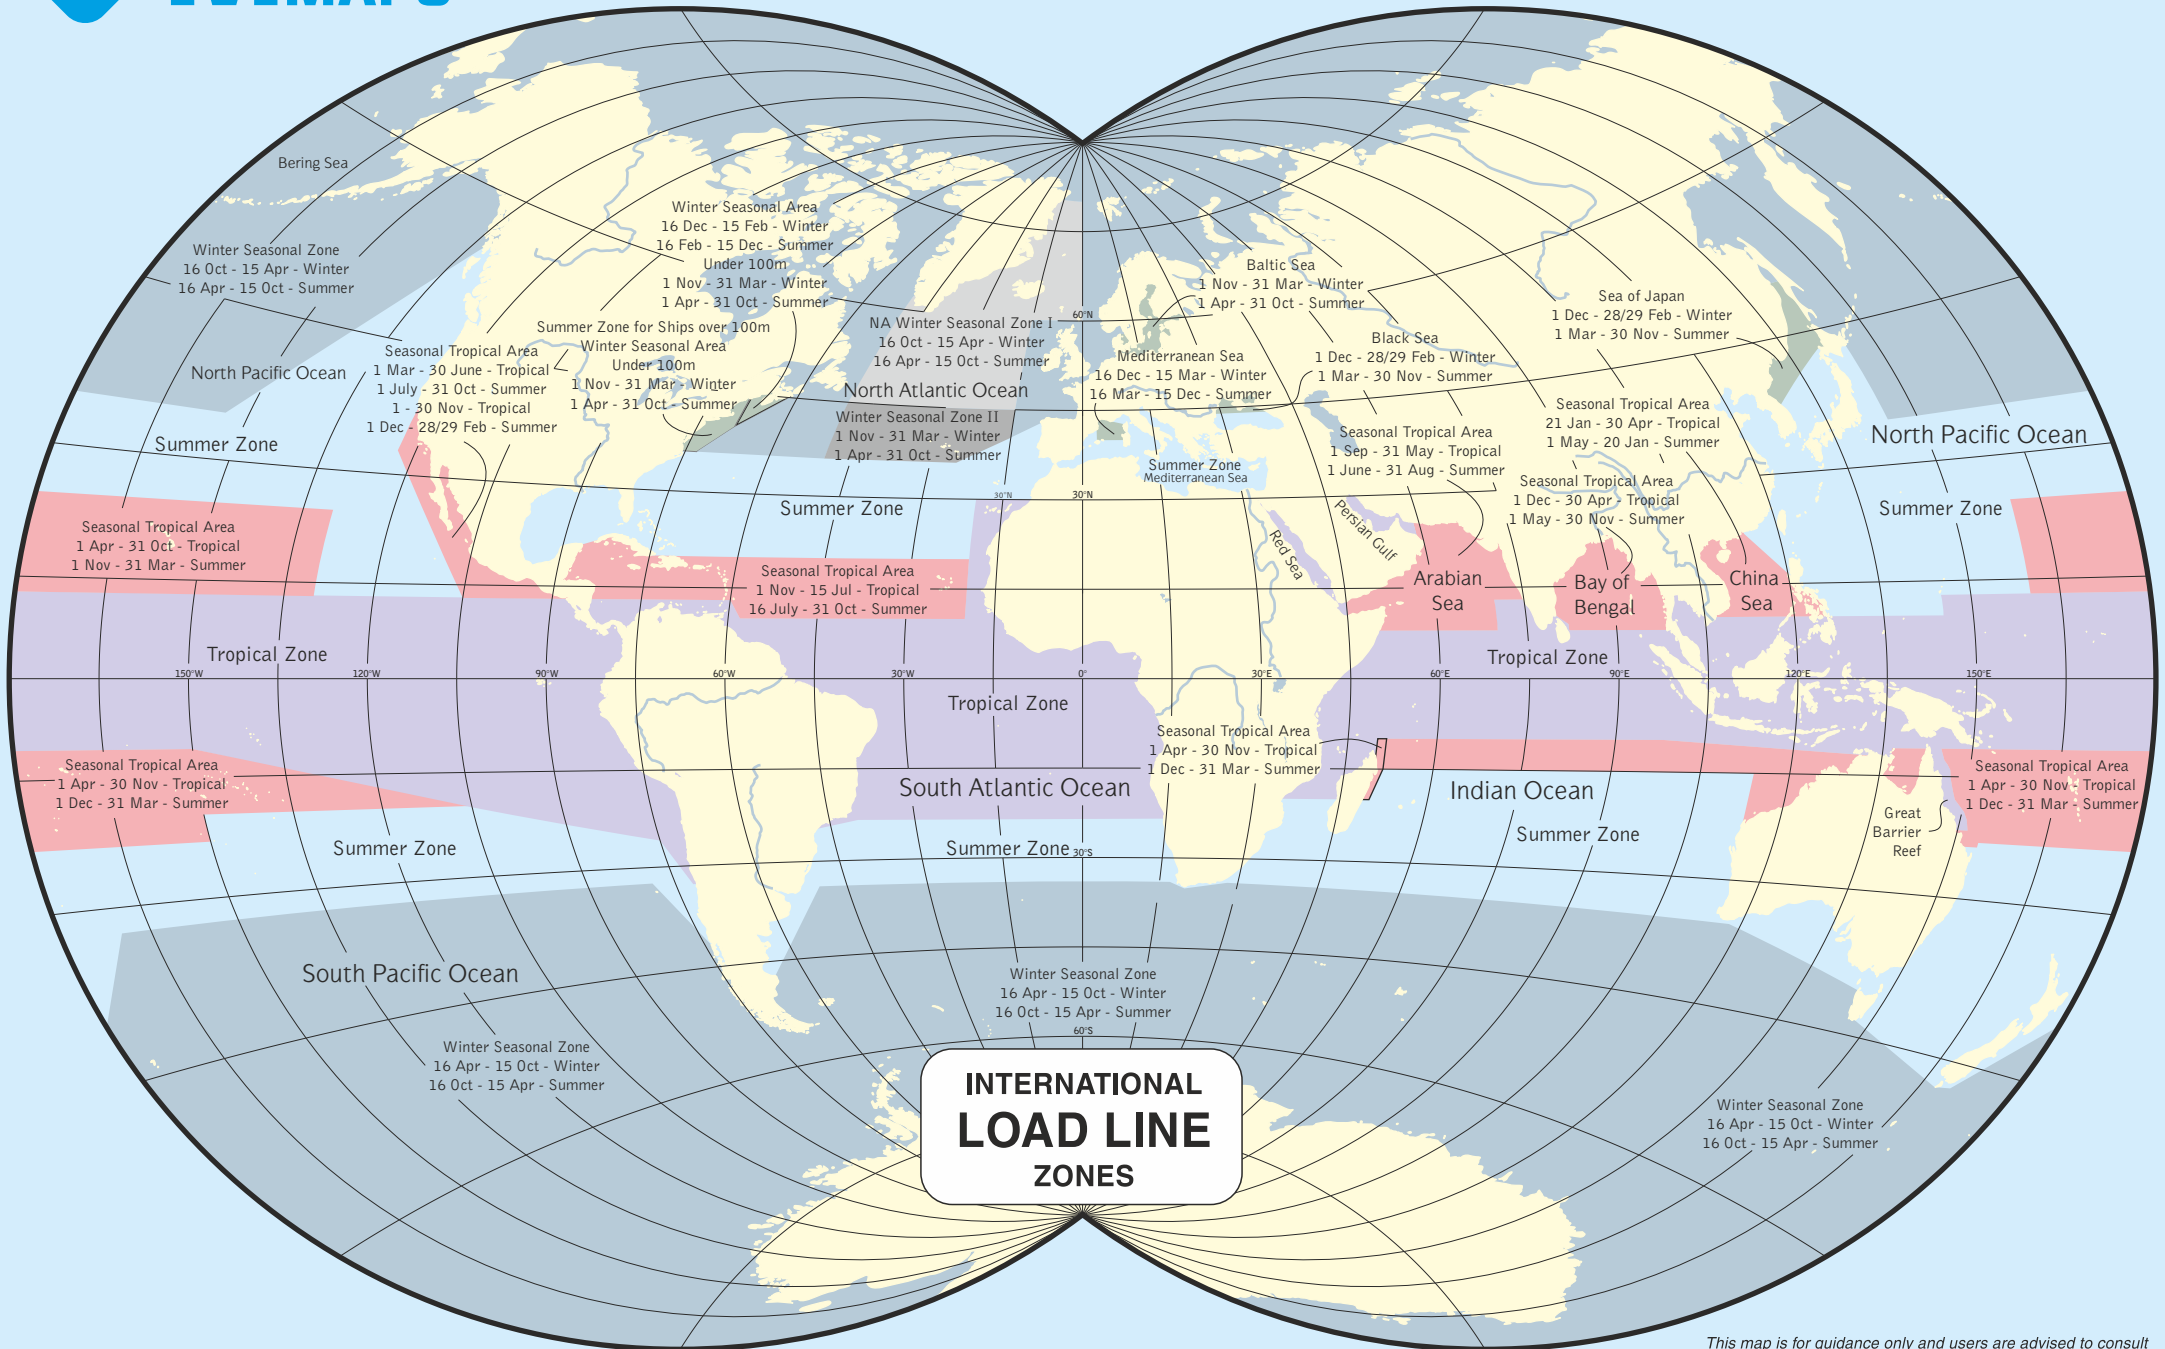 Bering Sea
Winter Seasonal Zone
16 Oct - 15 Apr - Winter
16 Apr - 15 Oct - Summer
North Pacific Ocean
Summer Zone
Winter Seasonal Area
16 Dec - 15 Feb - Winter
16 Feb - 15 Dec - Summer
Under 100m
1 Nov - 31 Mar - Winter
1 Apr - 31 Oct - Summer
Summer Zone for Ships over 100m
Winter Seasonal Area
Under 100m
1 Nov - 31 Mar - Winter
1 Apr - 31 Oct - Summer
Seasonal Tropical Area
1 Mar - 30 June - Tropical
1 July - 31 Oct - Summer
1 - 30 Nov - Tropical
1 Dec - 28/29 Feb - Summer
NA Winter Seasonal Zone I
16 Oct - 15 Apr - Winter
16 Apr - 15 Oct - Summer
North Atlantic Ocean
Winter Seasonal Zone II
1 Nov - 31 Mar - Winter
1 Apr - 31 Oct - Summer
60°N
Baltic Sea
1 Nov - 31 Mar - Winter
1 Apr - 31 Oct - Summer
Mediterranean Sea
16 Dec - 15 Mar - Winter
16 Mar - 15 Dec - Summer
Black Sea
1 Dec - 28/29 Feb - Winter
1 Mar - 30 Nov - Summer
Sea of Japan
1 Dec - 28/29 Feb - Winter
1 Mar - 30 Nov - Summer
Seasonal Tropical Area
21 Jan - 30 Apr - Tropical
1 May - 20 Jan - Summer
Seasonal Tropical Area
1 Sep - 31 May - Tropical
1 June - 31 Aug - Summer
Seasonal Tropical Area
1 Dec - 30 Apr - Tropical
1 May - 30 Nov - Summer
North Pacific Ocean
Summer Zone
Summer Zone
Mediterranean Sea
30°N
30°N
Summer Zone
Seasonal Tropical Area
1 Apr - 31 Oct - Tropical
1 Nov - 31 Mar - Summer
Seasonal Tropical Area
1 Nov - 15 Jul - Tropical
16 July - 31 Oct - Summer
Red Sea
Persian Gulf
Arabian
Sea
Bay of
Bengal
China
Sea
Tropical Zone
Tropical Zone
150°W
120°W
90°W
60°W
30°W
0°
30°E
60°E
90°E
120°E
150°E
Tropical Zone
Seasonal Tropical Area
1 Apr - 30 Nov - Tropical
1 Dec - 31 Mar - Summer
Seasonal Tropical Area
1 Apr - 30 Nov - Tropical
1 Dec - 31 Mar - Summer
Seasonal Tropical Area
1 Apr - 30 Nov - Tropical
1 Dec - 31 Mar - Summer
South Atlantic Ocean
Indian Ocean
Great
Barrier
Reef
Summer Zone
Summer Zone
30°S
Summer Zone
South Pacific Ocean
Winter Seasonal Zone
16 Apr - 15 Oct - Winter
16 Oct - 15 Apr - Summer
60°S
Winter Seasonal Zone
16 Apr - 15 Oct - Winter
16 Oct - 15 Apr - Summer
Winter Seasonal Zone
16 Apr - 15 Oct - Winter
16 Oct - 15 Apr - Summer
INTERNATIONAL
LOAD LINE
ZONES
This map is for guidance only and users are advised to consult